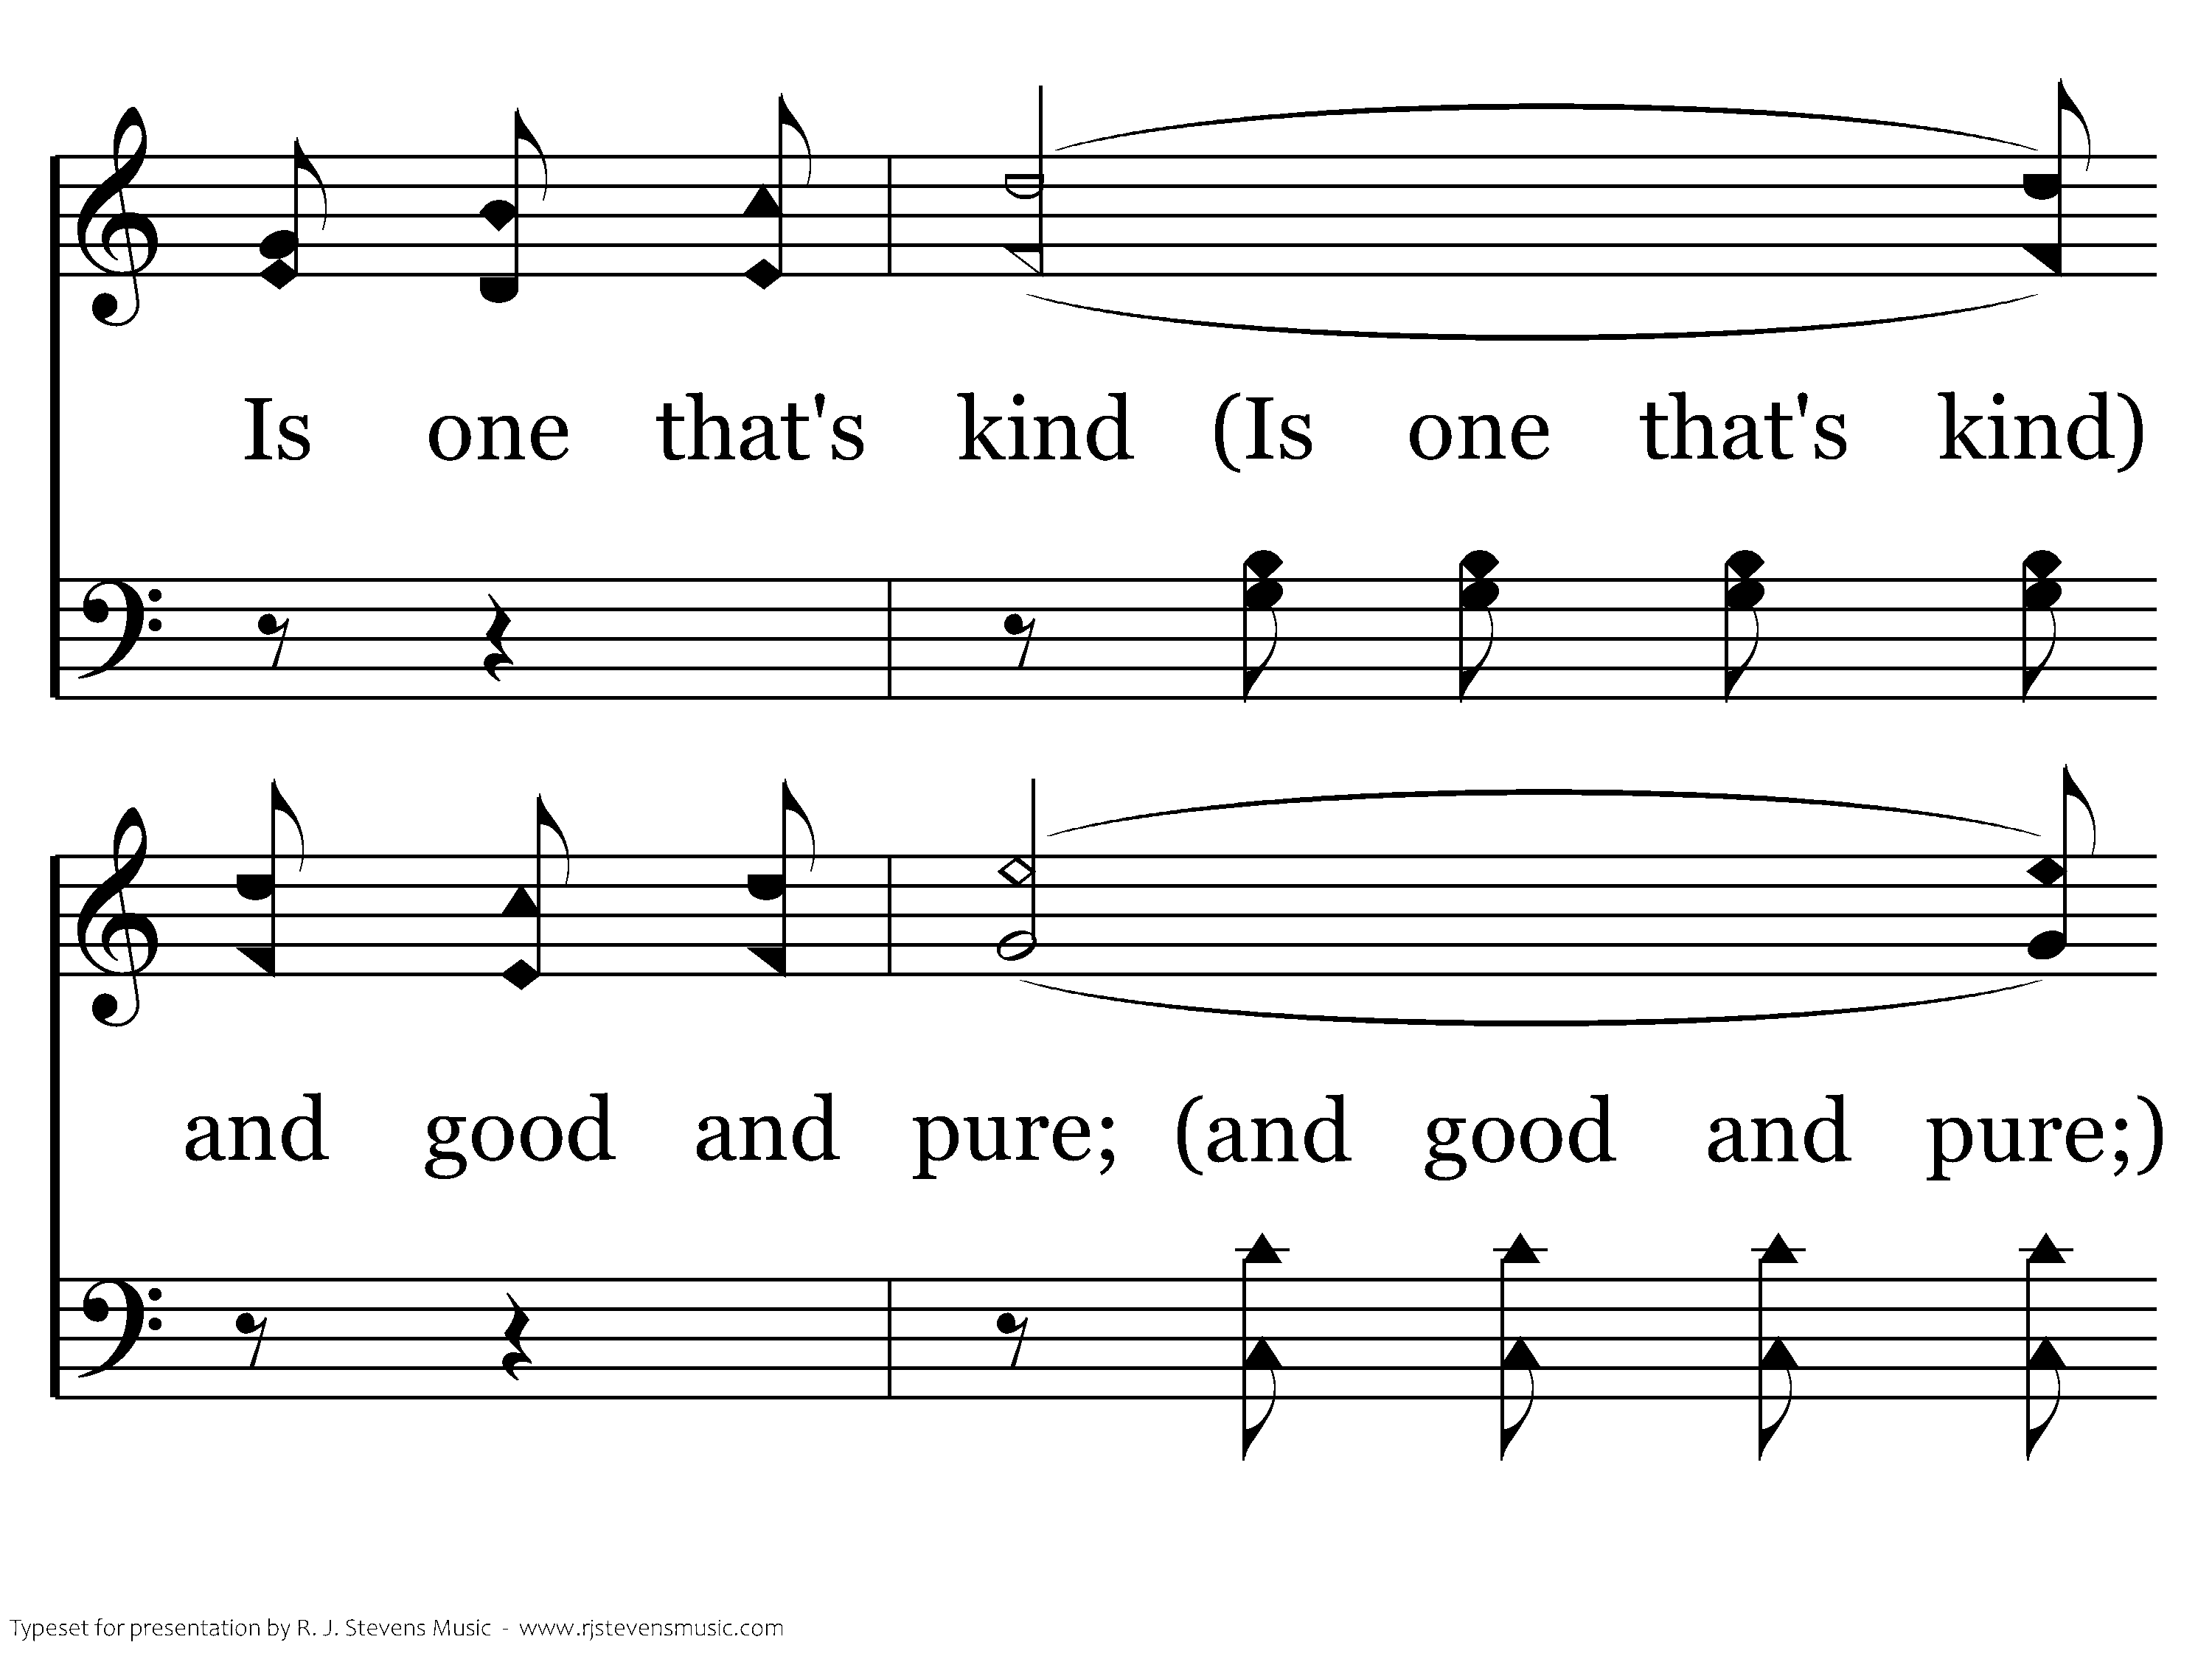 Is one that's kind (Is one that's kind)
and good and pure; (and good and pure;)
Typeset for presentation by R. J. Stevens Music - www.rjstevensmusic.com